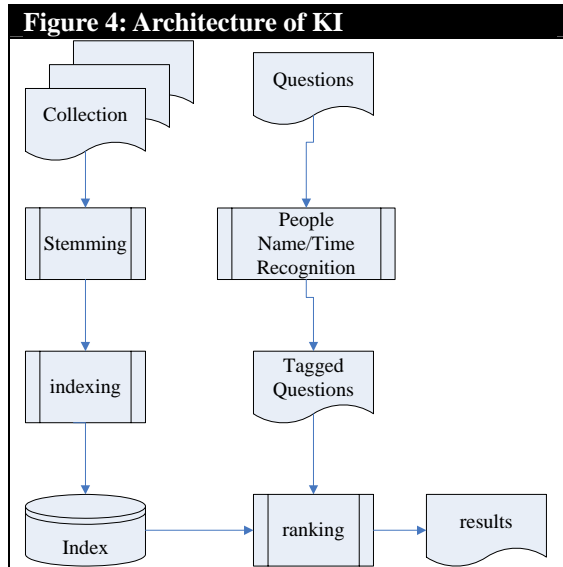 Figure 4: Architecture of KI
Collection
Questions
Stemming
People
Name/Time
Recognition
indexing
Tagged
Questions
Index
ranking
results